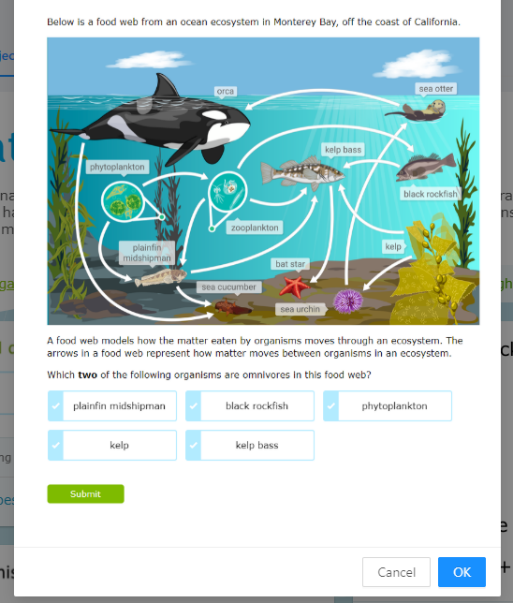 Below is a food web from an ocean ecosystem in Monterey Bay, off the coast of California.
orca
sea otter
kelp bass
phytoplankton
black rockfish
zooplankton
plainfin
midshipman
kelp
bat star
sea cucumber
sea urchin
A food web models how the matter eaten by organisms moves through an ecosystem. The
arrows in a food web represent how matter moves between organisms in an ecosystem.
Which two of the following organisms are omnivores in this food web?
plainfin midshipman
black rockfish
phytoplankton
kelp
kelp bass
Submit
Cancel
OK